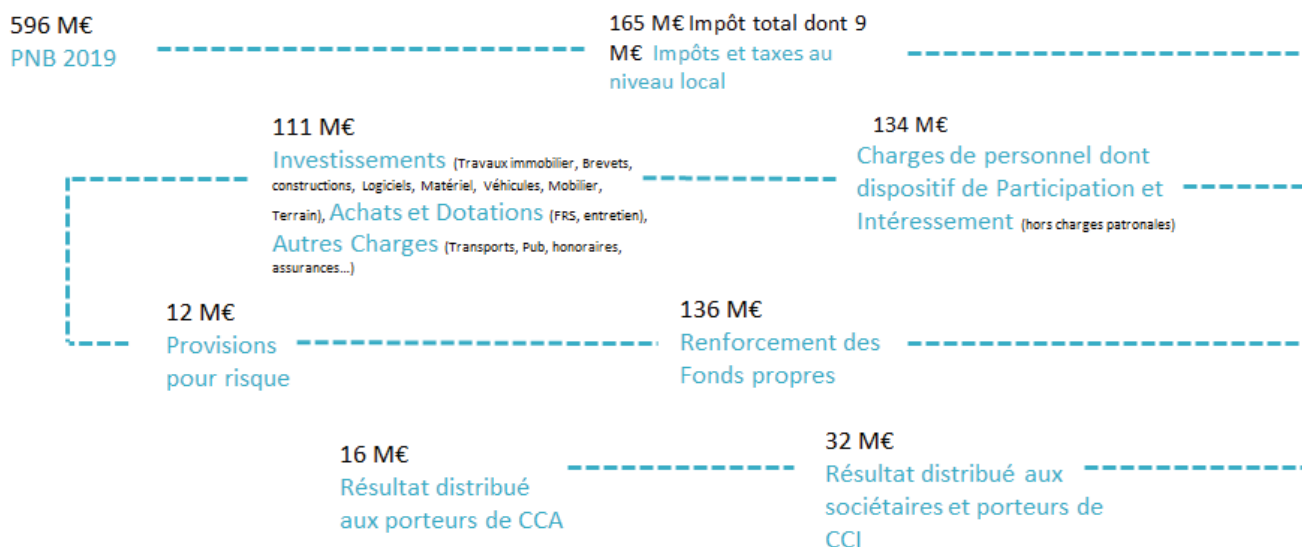 596 M€
PNB 2019
165 M€ Impôt total dont 9
M€ Impôts et taxes au
niveau local
111 M€
Investissements (Travaux immobilier, Brevets,
constructions, Logiciels, Matériel, Véhicules, Mobilier,
Terrain), Achats et Dotations (FRS, entretien),
Autres Charges (Transports, Pub, honoraires,
assurances...)
134 M€
Charges de personnel dont
dispositif de Participation et
Intéressement (hors charges patronales)
12 M€
Provisions
pour risque
136 M€
Renforcement des
Fonds propres
16 M€
Résultat distribué
aux porteurs de CCA
32 M€
Résultat distribué aux
sociétaires et porteurs de
CCI